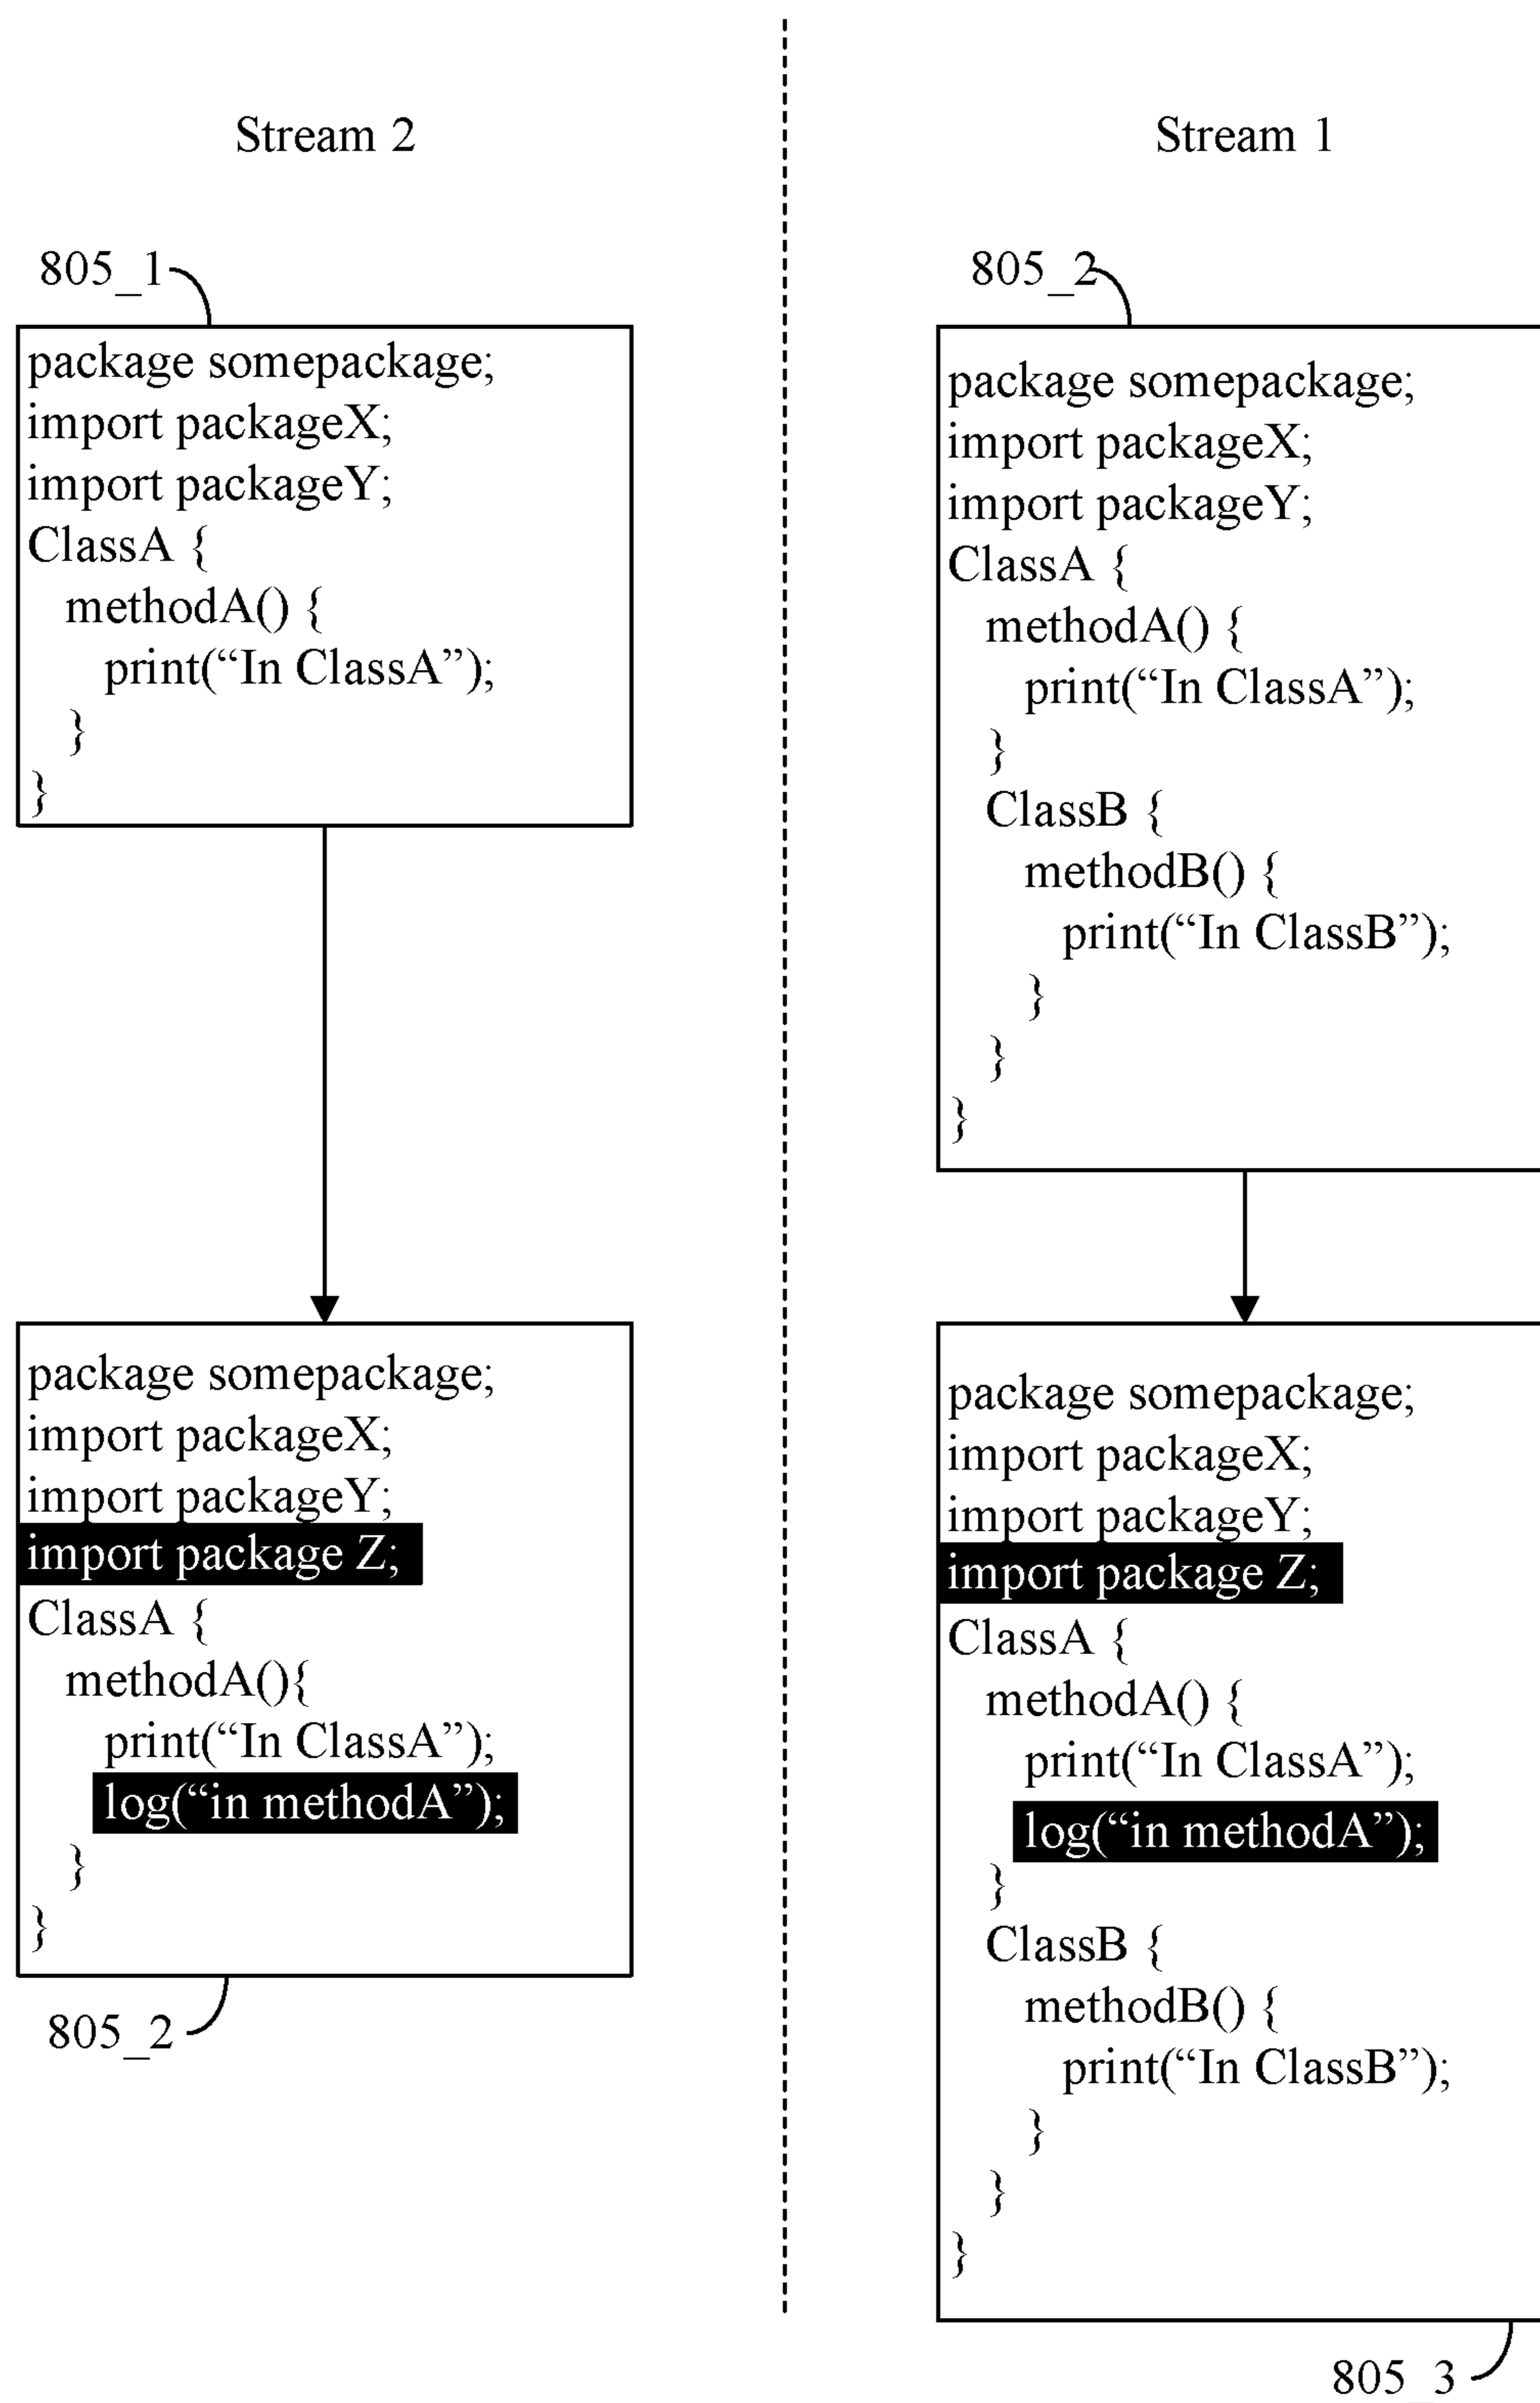 Stream 2
805_1
package somepackage;
import packageX;
import packageY;
ClassA {
methodA() {
print(“In ClassA”);
}
}
package somepackage;
import packageX;
import packageY;
import package Z;
ClassA {
methodA(){
print(“In ClassA”);
log(“in methodA”);
}
}
805_2
Stream 1
805_2
package somepackage;
import packageX;
import packageY;
ClassA {
methodA() {
print(“In ClassA”);
}
ClassB {
methodB() {
print(“In ClassB”);
}
}
}
package somepackage;
import packageX;
import packageY;
import package Z;
ClassA {
methodA() {
print(“In ClassA”);
log(“in methodA”);
}
ClassB {
methodB() {
print(“In ClassB”);
}
}
}
805_3